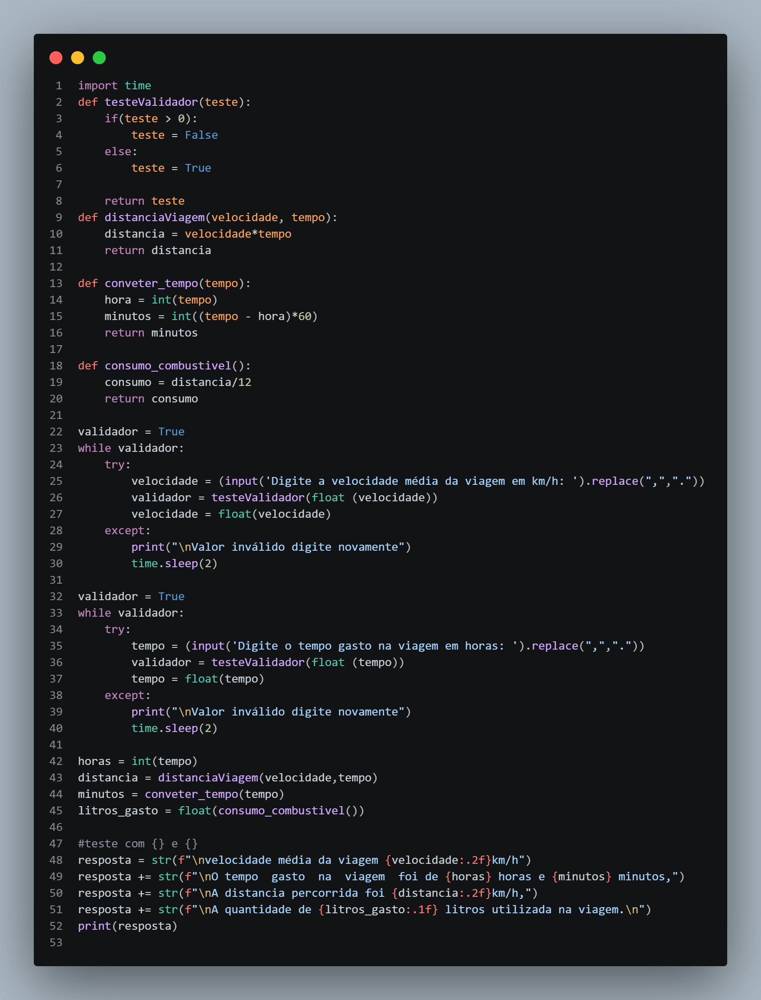 1 import time
2 def testeValidador(teste):
3     if(teste > 0):
4         teste = False
5     else:
6         teste = True
7
8     return teste
9 def distanciaViagem(velocidade, tempo):
10     distancia = velocidade*tempo
11     return distancia
12
13 def conveter_tempo(tempo):
14     hora = int(tempo)
15     minutos = int((tempo - hora)*60)
16     return minutos
17
18 def consumo_combustivel():
19     consumo = distancia/12
20     return consumo
21
22 validador = True
23 while validador:
24     try:
25         velocidade = (input('Digite a velocidade média da viagem em km/h: ').replace(",","."))
26         validador = testeValidador(float (velocidade))
27         velocidade = float(velocidade)
28     except:
29         print("\nValor inválido digite novamente")
30         time.sleep(2)
31
32 validador = True
33 while validador:
34     try:
35         tempo = (input('Digite o tempo gasto na viagem em horas: ').replace(",","."))
36         validador = testeValidador(float (tempo))
37         tempo = float(tempo)
38     except:
39         print("\nValor inválido digite novamente")
40         time.sleep(2)
41
42 horas = int(tempo)
43 distancia = distanciaViagem(velocidade,tempo)
44 minutos = conveter_tempo(tempo)
45 litros_gasto = float(consumo_combustivel())
46
47 #teste com {} e {}
48 resposta = str(f"\nvelocidade média da viagem {velocidade:.2f}km/h")
49 resposta += str(f"\nO tempo  gasto  na  viagem  foi de {horas} horas e {minutos} minutos,")
50 resposta += str(f"\nA distancia percorrida foi {distancia:.2f}km/h,")
51 resposta += str(f"\nA quantidade de {litros_gasto:.1f} litros utilizada na viagem.\n")
52 print(resposta)
53